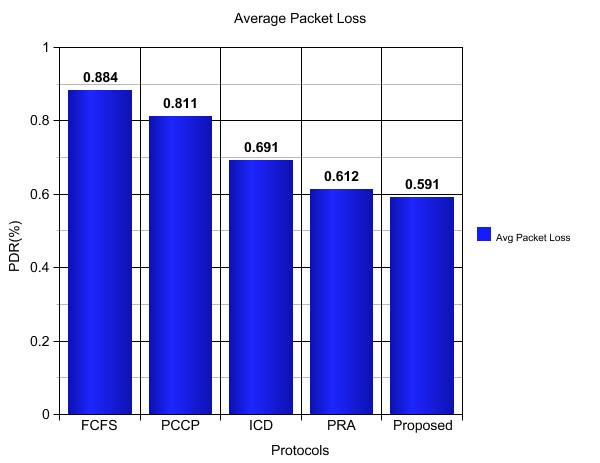 Average Packet Loss
1
0.8
0.6
0.4
0.2
0
PDR(%)
0.884
0.811
0.691
0.612
0.591
FCFS
PCCP
ICD
PRA
Proposed
Protocols
Avg Packet Loss